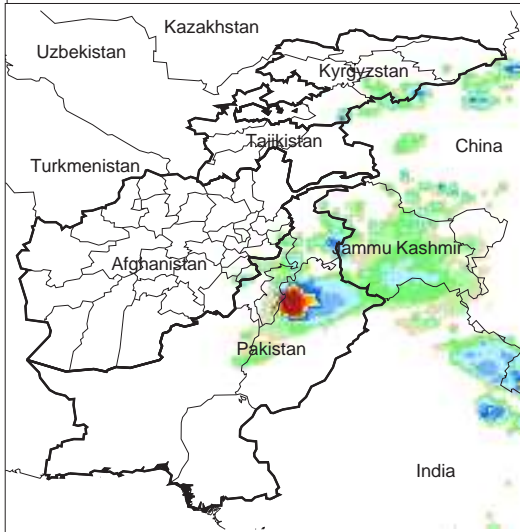 Kazakhstan
Uzbekistan
Kyrgyzstan
Tajikistan
China
Turkmenistan
Jammu Kashmir
Afghanistan
Pakistan
India